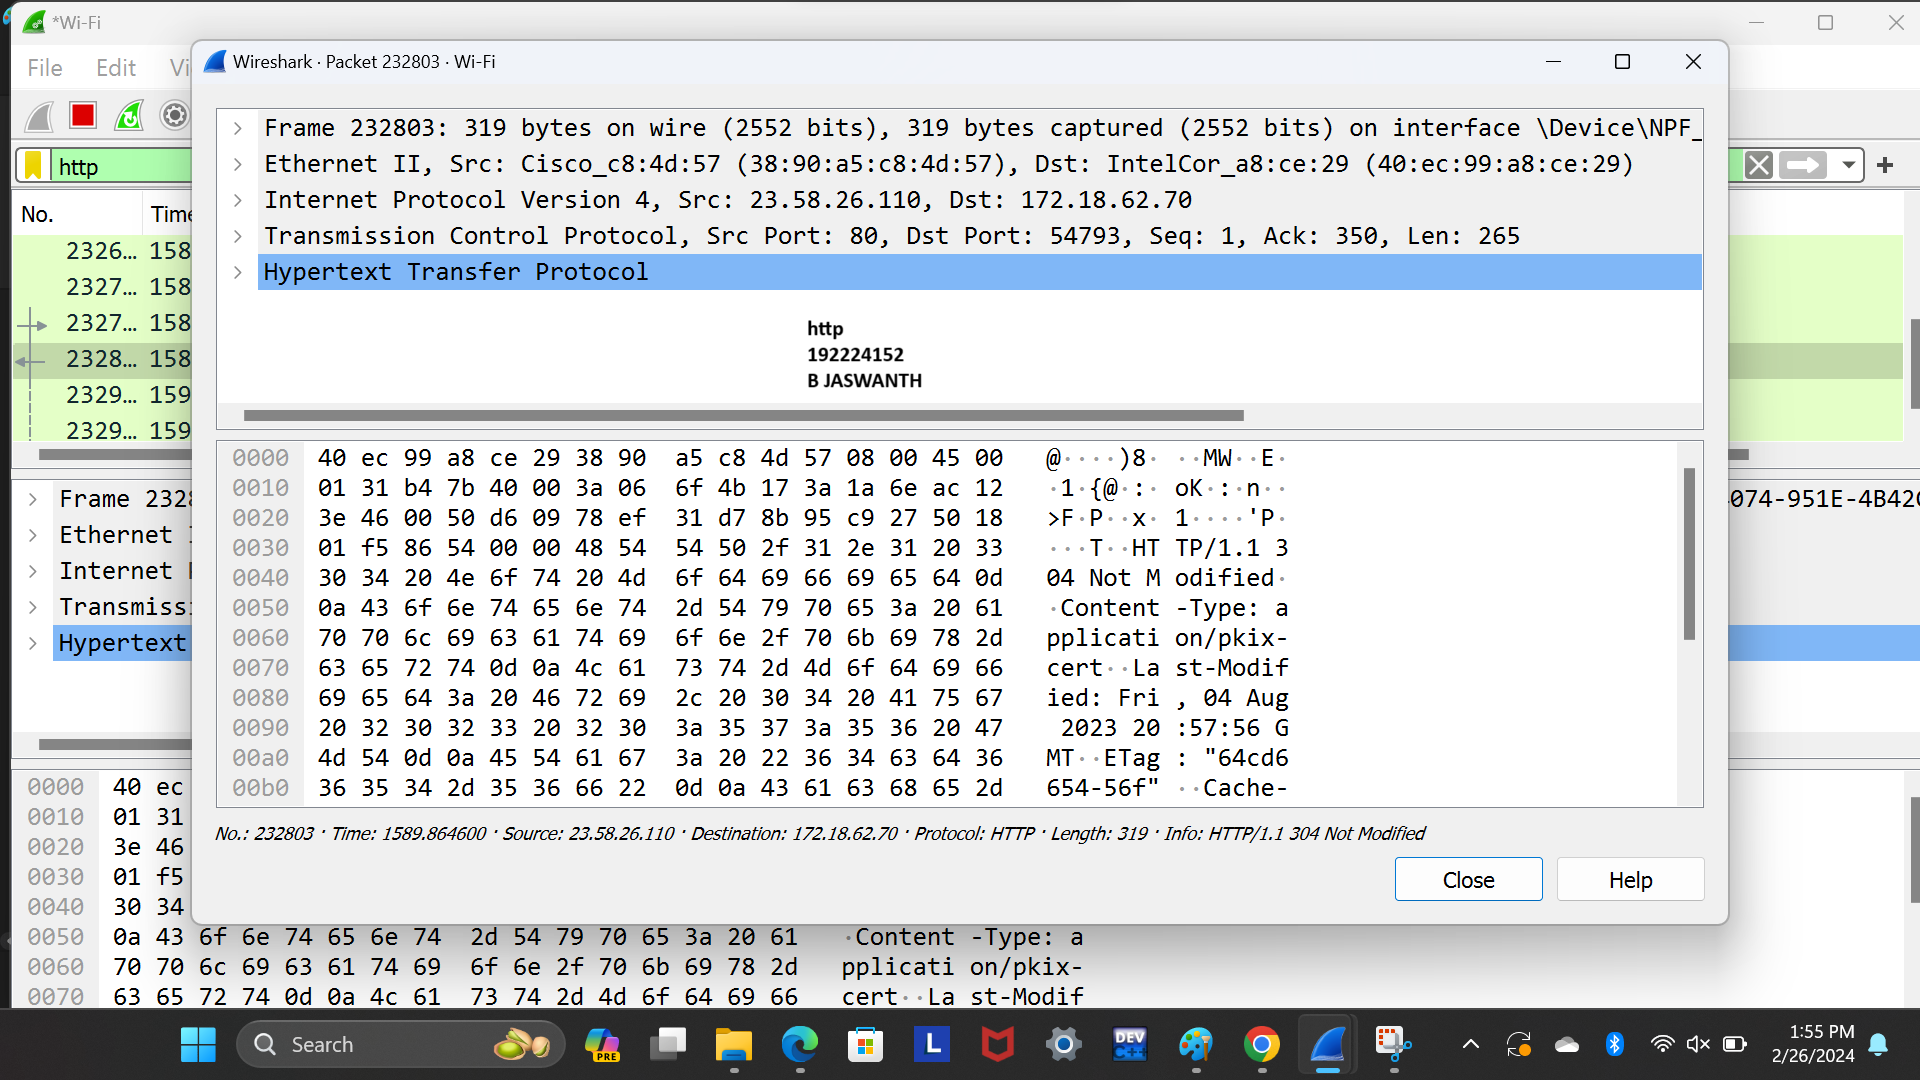 *Wi-Fi
File Edit Vi
http
No. Time
2326... 158
2327... 158
2327... 158
2328... 158
2329... 159
2329... 159
Wireshark · Packet 232803 · Wi-Fi
Frame 232803: 319 bytes on wire (2552 bits), 319 bytes captured (2552 bits) on interface \Device\NPF_
Ethernet II, Src: Cisco_c8:4d:57 (38:90:a5:c8:4d:57), Dst: IntelCor_a8:ce:29 (40:ec:99:a8:ce:29)
Internet Protocol Version 4, Src: 23.58.26.110, Dst: 172.18.62.70
Transmission Control Protocol, Src Port: 80, Dst Port: 54793, Seq: 1, Ack: 350, Len: 265
Hypertext Transfer Protocol
http
192224152
B JASWANTH
0000 40 ec 99 a8 ce 29 38 90 a5 c8 4d 57 08 00 45 00 @····)8· ··MW··E·
0010 01 31 b4 7b 40 00 3a 06 6f 4b 17 3a 1a 6e ac 12 ·1·{@·:· oK·:·n··
0020 3e 46 00 50 d6 09 78 ef 31 d7 8b 95 c9 27 50 18 >F·P··x· 1····'P·
0030 01 f5 86 54 00 00 48 54 54 50 2f 31 2e 31 20 33 ···T··HT TP/1.1 3
0040 30 34 20 4e 6f 74 20 4d 6f 64 69 66 69 65 64 0d 04 Not M odified·
0050 0a 43 6f 6e 74 65 6e 74 2d 54 79 70 65 3a 20 61 ·Content -Type: a
0060 70 70 6c 69 63 61 74 69 6f 6e 2f 70 6b 69 78 2d pplicati on/pkix-
0070 63 65 72 74 0d 0a 4c 61 73 74 2d 4d 6f 64 69 66 cert··La st-Modif
0080 69 65 64 3a 20 46 72 69 2c 20 30 34 20 41 75 67 ied: Fri , 04 Aug
0090 20 32 30 32 33 20 32 30 3a 35 37 3a 35 36 20 47 2023 20 :57:56 G
00a0 4d 54 0d 0a 45 54 61 67 3a 20 22 36 34 63 64 36 MT··ETag : "64cd6
00b0 36 35 34 2d 35 36 66 22 0d 0a 43 61 63 68 65 2d 654-56f" ··Cache-
No.: 232803 · Time: 1589.864600 · Source: 23.58.26.110 · Destination: 172.18.62.70 · Protocol: HTTP · Length: 319 · Info: HTTP/1.1 304 Not Modified
Close Help
Frame 232
4074-951E-4B42C
Ethernet
Internet
Transmiss
Hypertext
0000 40 ec
0010 01 31
0020 3e 46
0030 01 f5
0040 30 34
0050 0a 43 6f 6e 74 65 6e 74 2d 54 79 70 65 3a 20 61 ·Content -Type: a
0060 70 70 6c 69 63 61 74 69 6f 6e 2f 70 6b 69 78 2d pplicati on/pkix-
0070 63 65 72 74 0d 0a 4c 61 73 74 2d 4d 6f 64 69 66 cert··La st-Modif
Search
PRE
L
DEV
C++
1:55 PM
2/26/2024